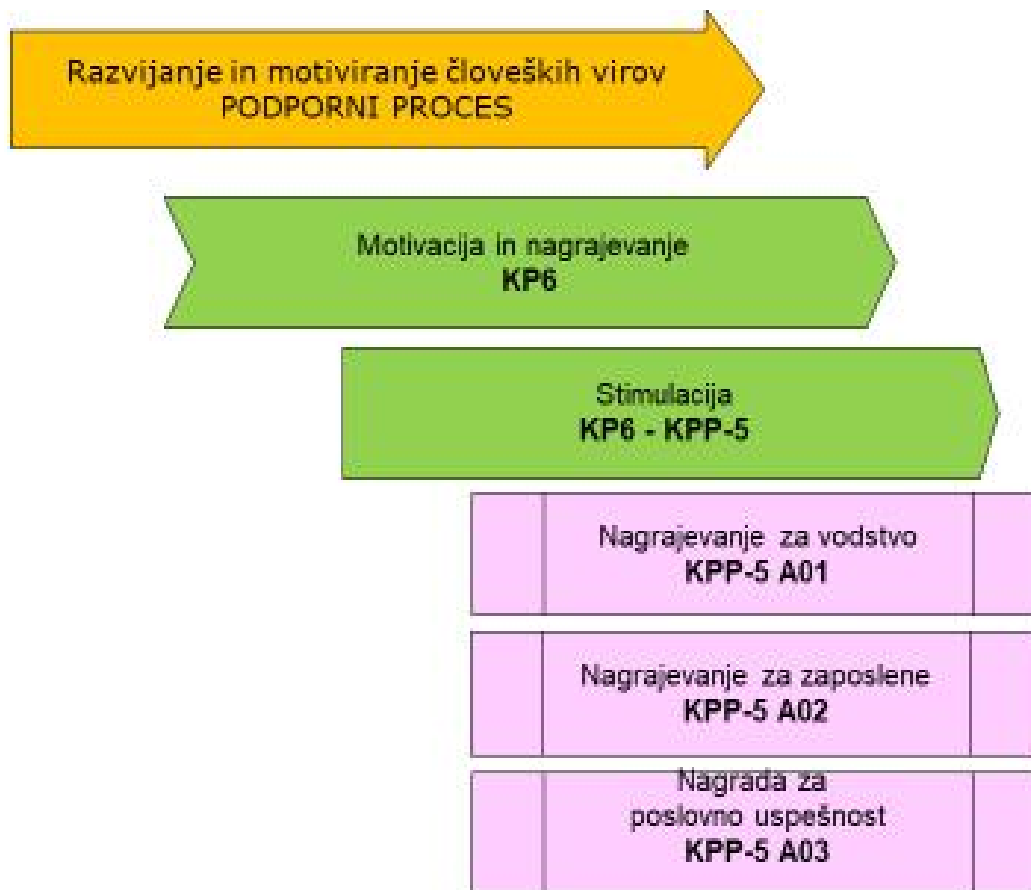 Razvijanje in motiviranje človeških virov
PODPORNI PROCES
Motivacija in nagrajevanje
KP6
Stimulacija
KP6 - KPP-5
Nagrajevanje za vodstvo
KPP-5 A01
Nagrajevanje za zaposlene
KPP-5 A02
Nagrada za
poslovno uspešnost
KPP-5 A03